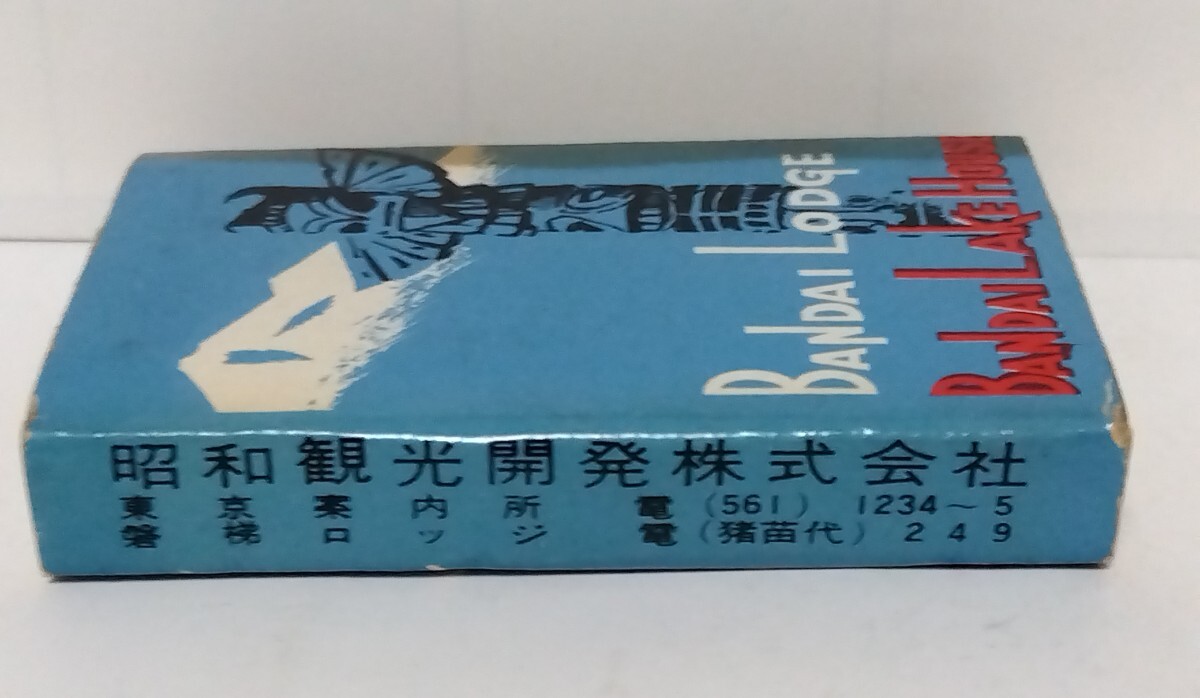 BANDAI LODGE
BANDAI LAKE HOUSE
昭和観光開発株式会社
東京案内所 電(561) 1234～5
磐梯ロッジ 電(猪苗代) 249